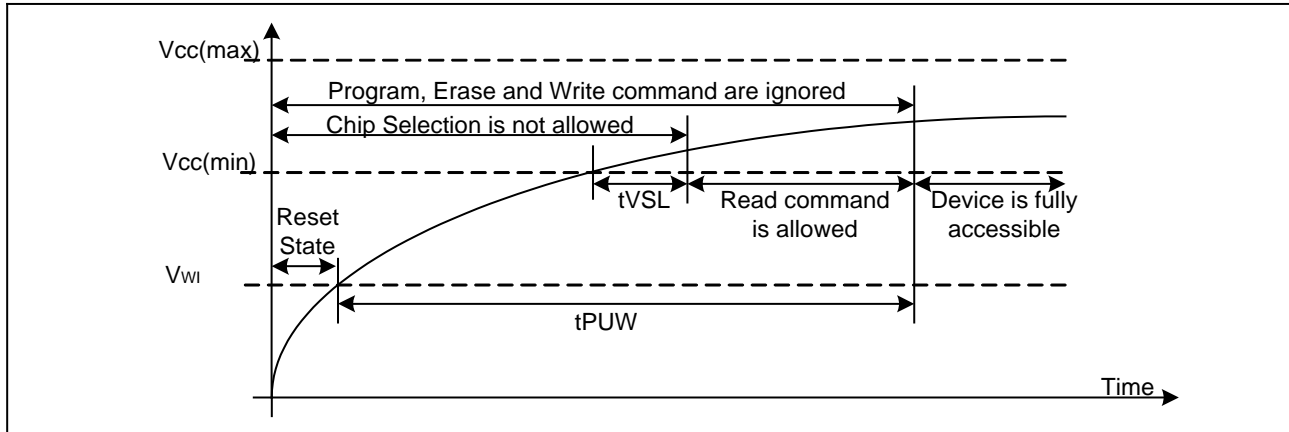 Vcc(max)
Program, Erase and Write command are ignored
Chip Selection is not allowed
Vcc(min)
tVSL
Read command
is allowed
Device is fully
accessible
Reset
State
VWI
tPUW
Time